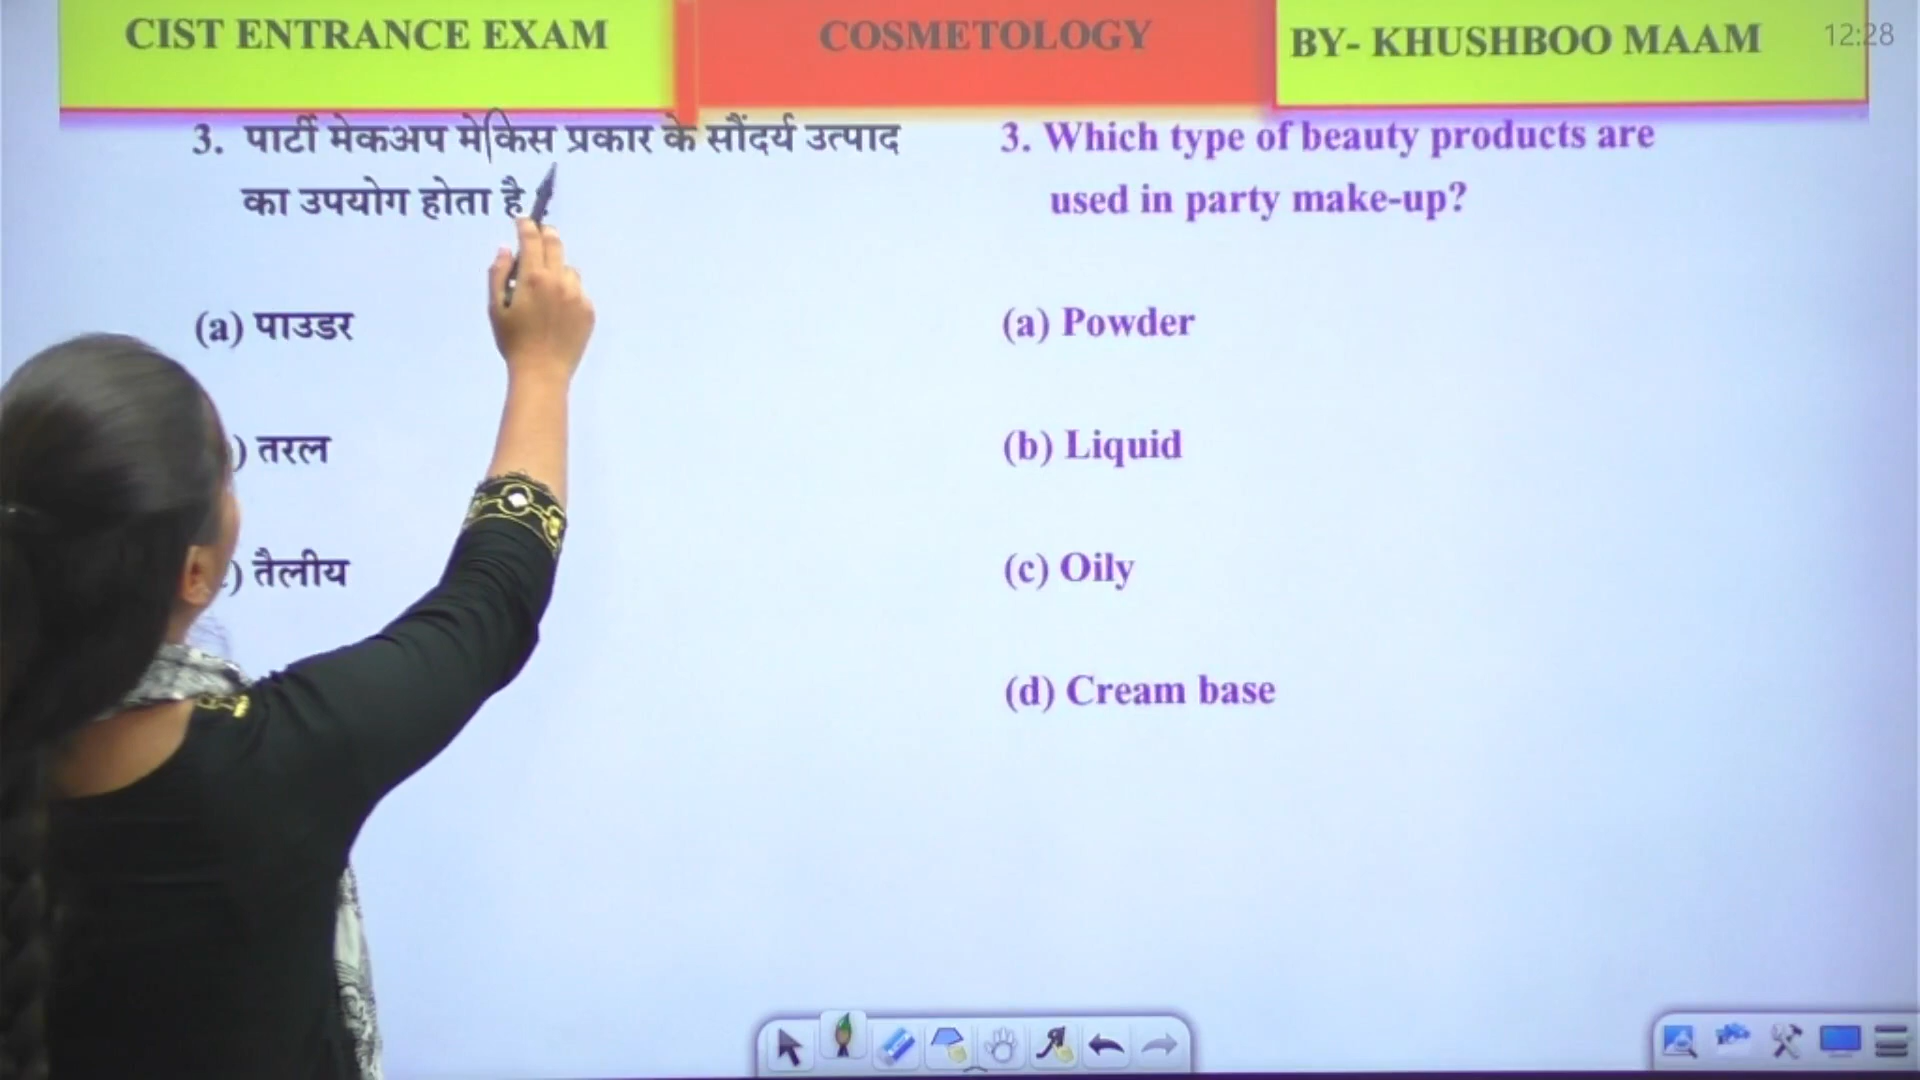 CIST ENTRANCE EXAM
COSMETOLOGY
BY- KHUSHBOO MAAM
12:28
3. पार्टी मेकअप मे किस प्रकार के सौंदर्य उत्पाद
का उपयोग होता है
(a) पाउडर
) तरल
) तैलीय
3. Which type of beauty products are
used in party make-up?
(a) Powder
(b) Liquid
(c) Oily
(d) Cream base